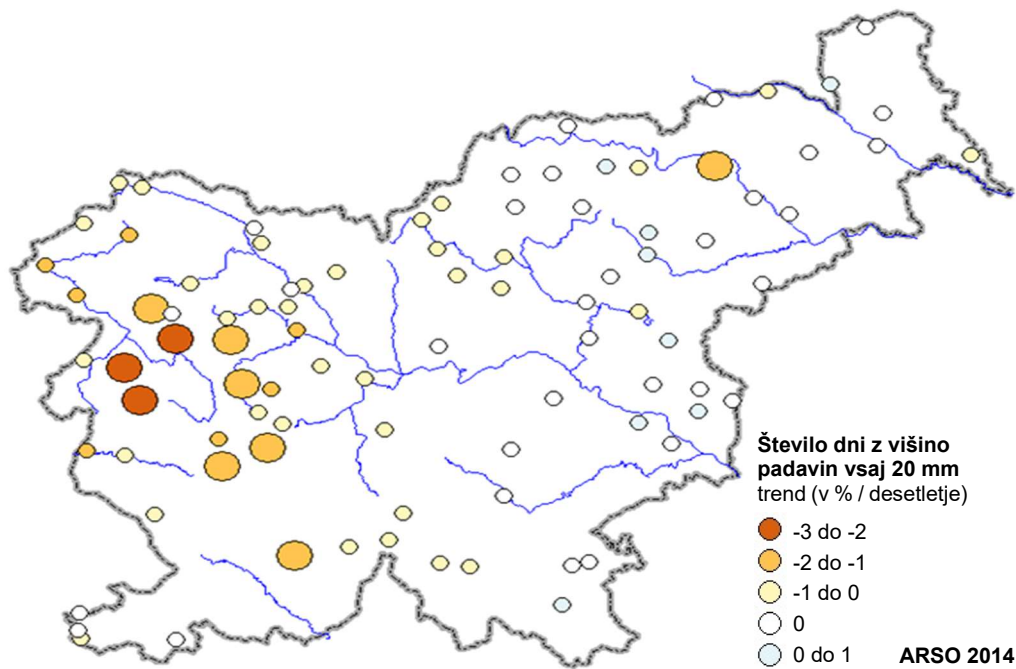 Število dni z višino
padavin vsaj 20 mm
trend (v % / desetletje)
-3 do -2
-2 do -1
-1 do 0
0
0 do 1
ARSO 2014